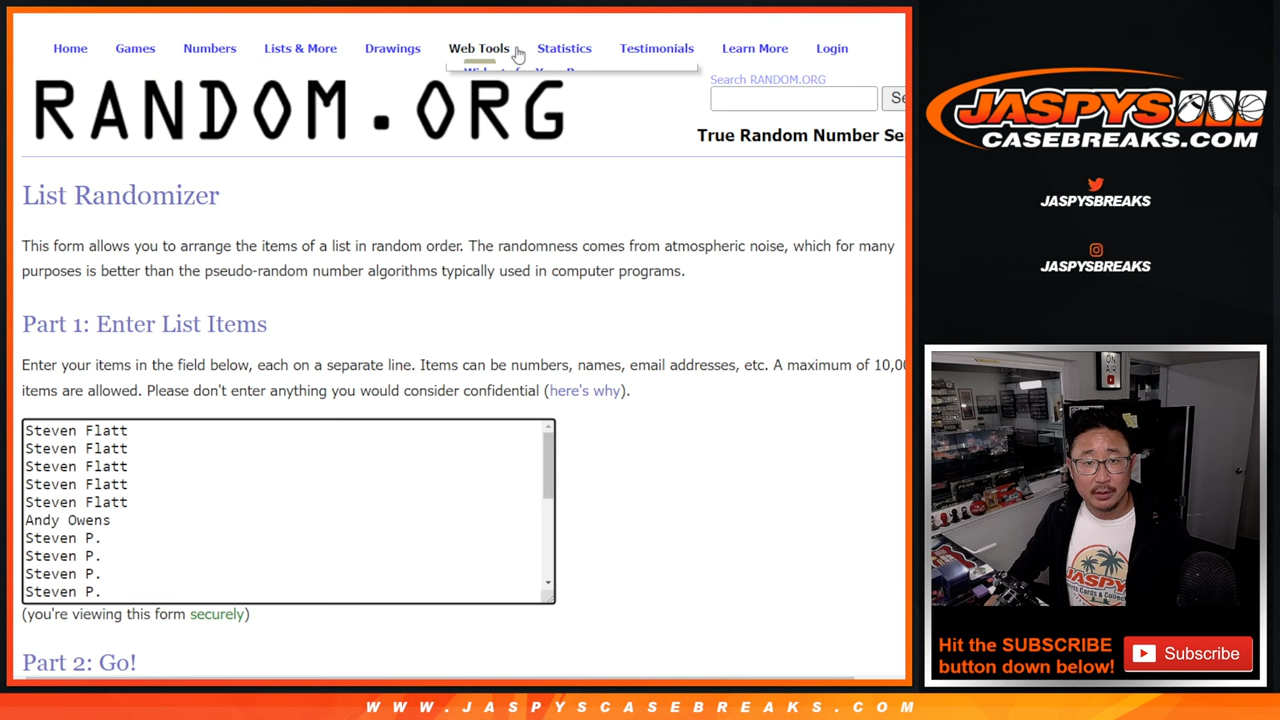 Home Games Numbers Lists & More Drawings Web Tools Statistics Testimonials Learn More Login
Search RANDOM.ORG
RANDOM.ORG
True Random Number Se
List Randomizer
This form allows you to arrange the items of a list in random order. The randomness comes from atmospheric noise, which for many
purposes is better than the pseudo-random number algorithms typically used in computer programs.
Part 1: Enter List Items
Enter your items in the field below, each on a separate line. Items can be numbers, names, email addresses, etc. A maximum of 10,00
items are allowed. Please don't enter anything you would consider confidential (here's why).
Steven Flatt
Steven Flatt
Steven Flatt
Steven Flatt
Steven Flatt
Andy Owens
Steven P.
Steven P.
Steven P.
Steven P.
(you're viewing this form securely)
Part 2: Go!
JASPYS
CASEBREAKS.COM
JASPYSBREAKS
JASPYSBREAKS
ON
AIR
JASPYS
Hit the SUBSCRIBE
button down below!
Subscribe
WWW.JASPYSCASEBREAKS.COM